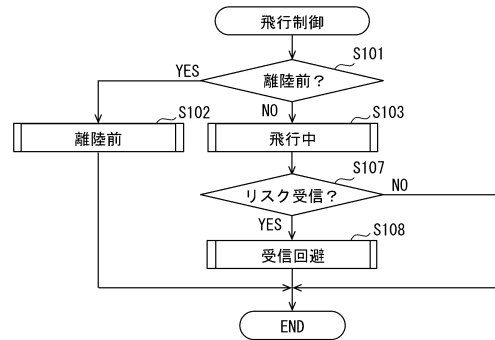 飛行制御
S101
離陸前？
YES
NO
S102
離陸前
S103
飛行中
S107
リスク受信？
NO
YES
S108
受信回避
END